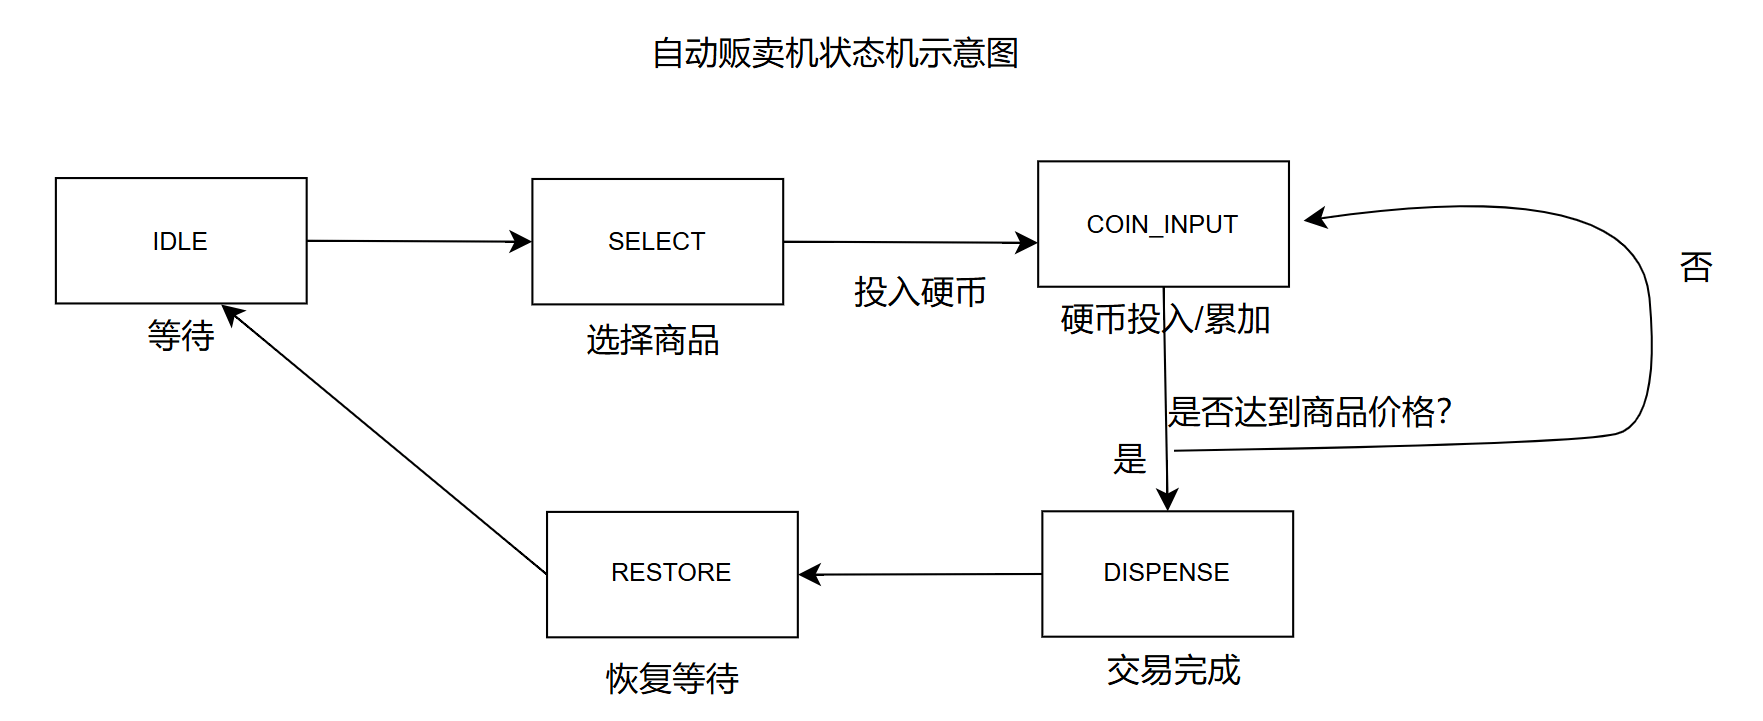 自动贩卖机状态机示意图
IDLE
等待
SELECT
选择商品
投入硬币
COIN_INPUT
硬币投入/累加
是否达到商品价格？
否
是
DISPENSE
交易完成
RESTORE
恢复等待